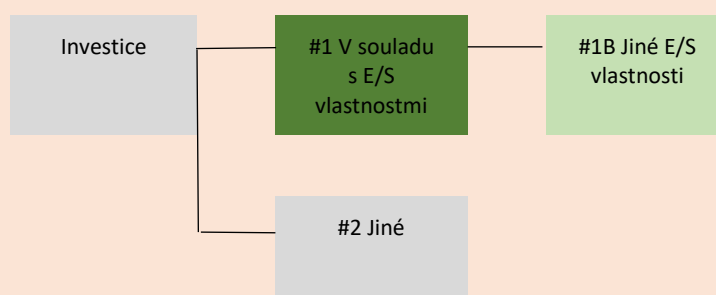 Investice
#1 V souladu
s E/S
vlastnostmi
#1B Jiné E/S
vlastnosti
#2 Jiné